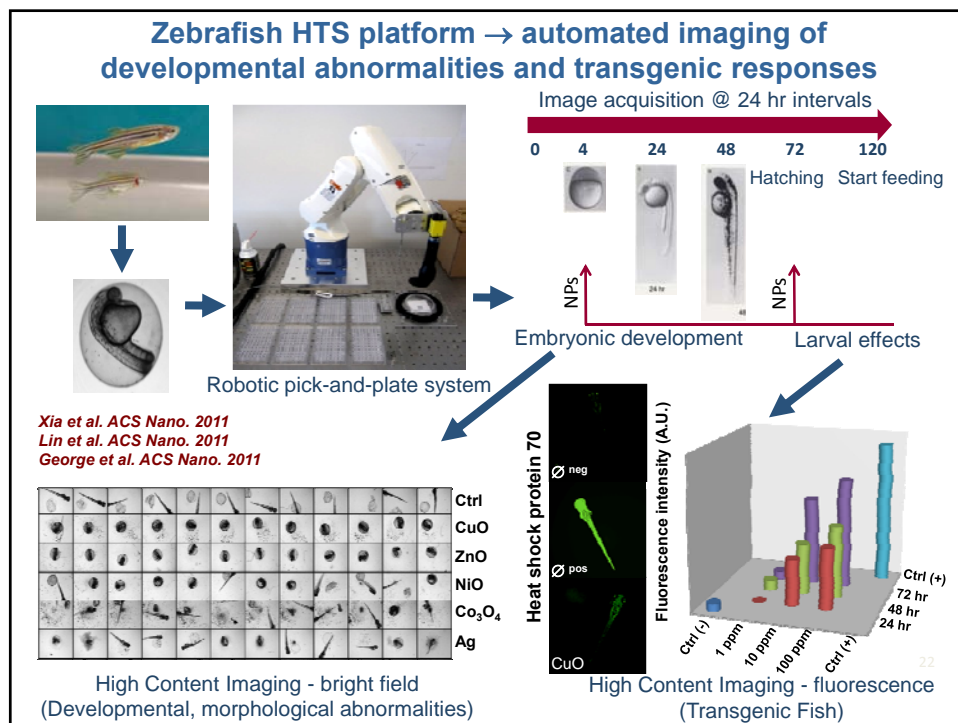 Zebrafish HTS platform → automated imaging of
developmental abnormalities and transgenic responses
Image acquisition @ 24 hr intervals
0 4 24 48 72 120
Hatching Start feeding
24 hr
48
NPs
NPs
Embryonic development
Larval effects
Robotic pick-and-plate system
Xia et al. ACS Nano. 2011
Lin et al. ACS Nano. 2011
George et al. ACS Nano. 2011
Ctrl
CuO
ZnO
NiO
Co₃O₄
Ag
High Content Imaging - bright field
(Developmental, morphological abnormalities)
Heat shock protein 70
Ø neg
Ø pos
CuO
Fluorescence intensity (A.U.)
Ctrl (+)
72 hr
48 hr
24 hr
Ctrl (-)
1 ppm
10 ppm
100 ppm
Ctrl (+)
22
High Content Imaging - fluorescence
(Transgenic Fish)